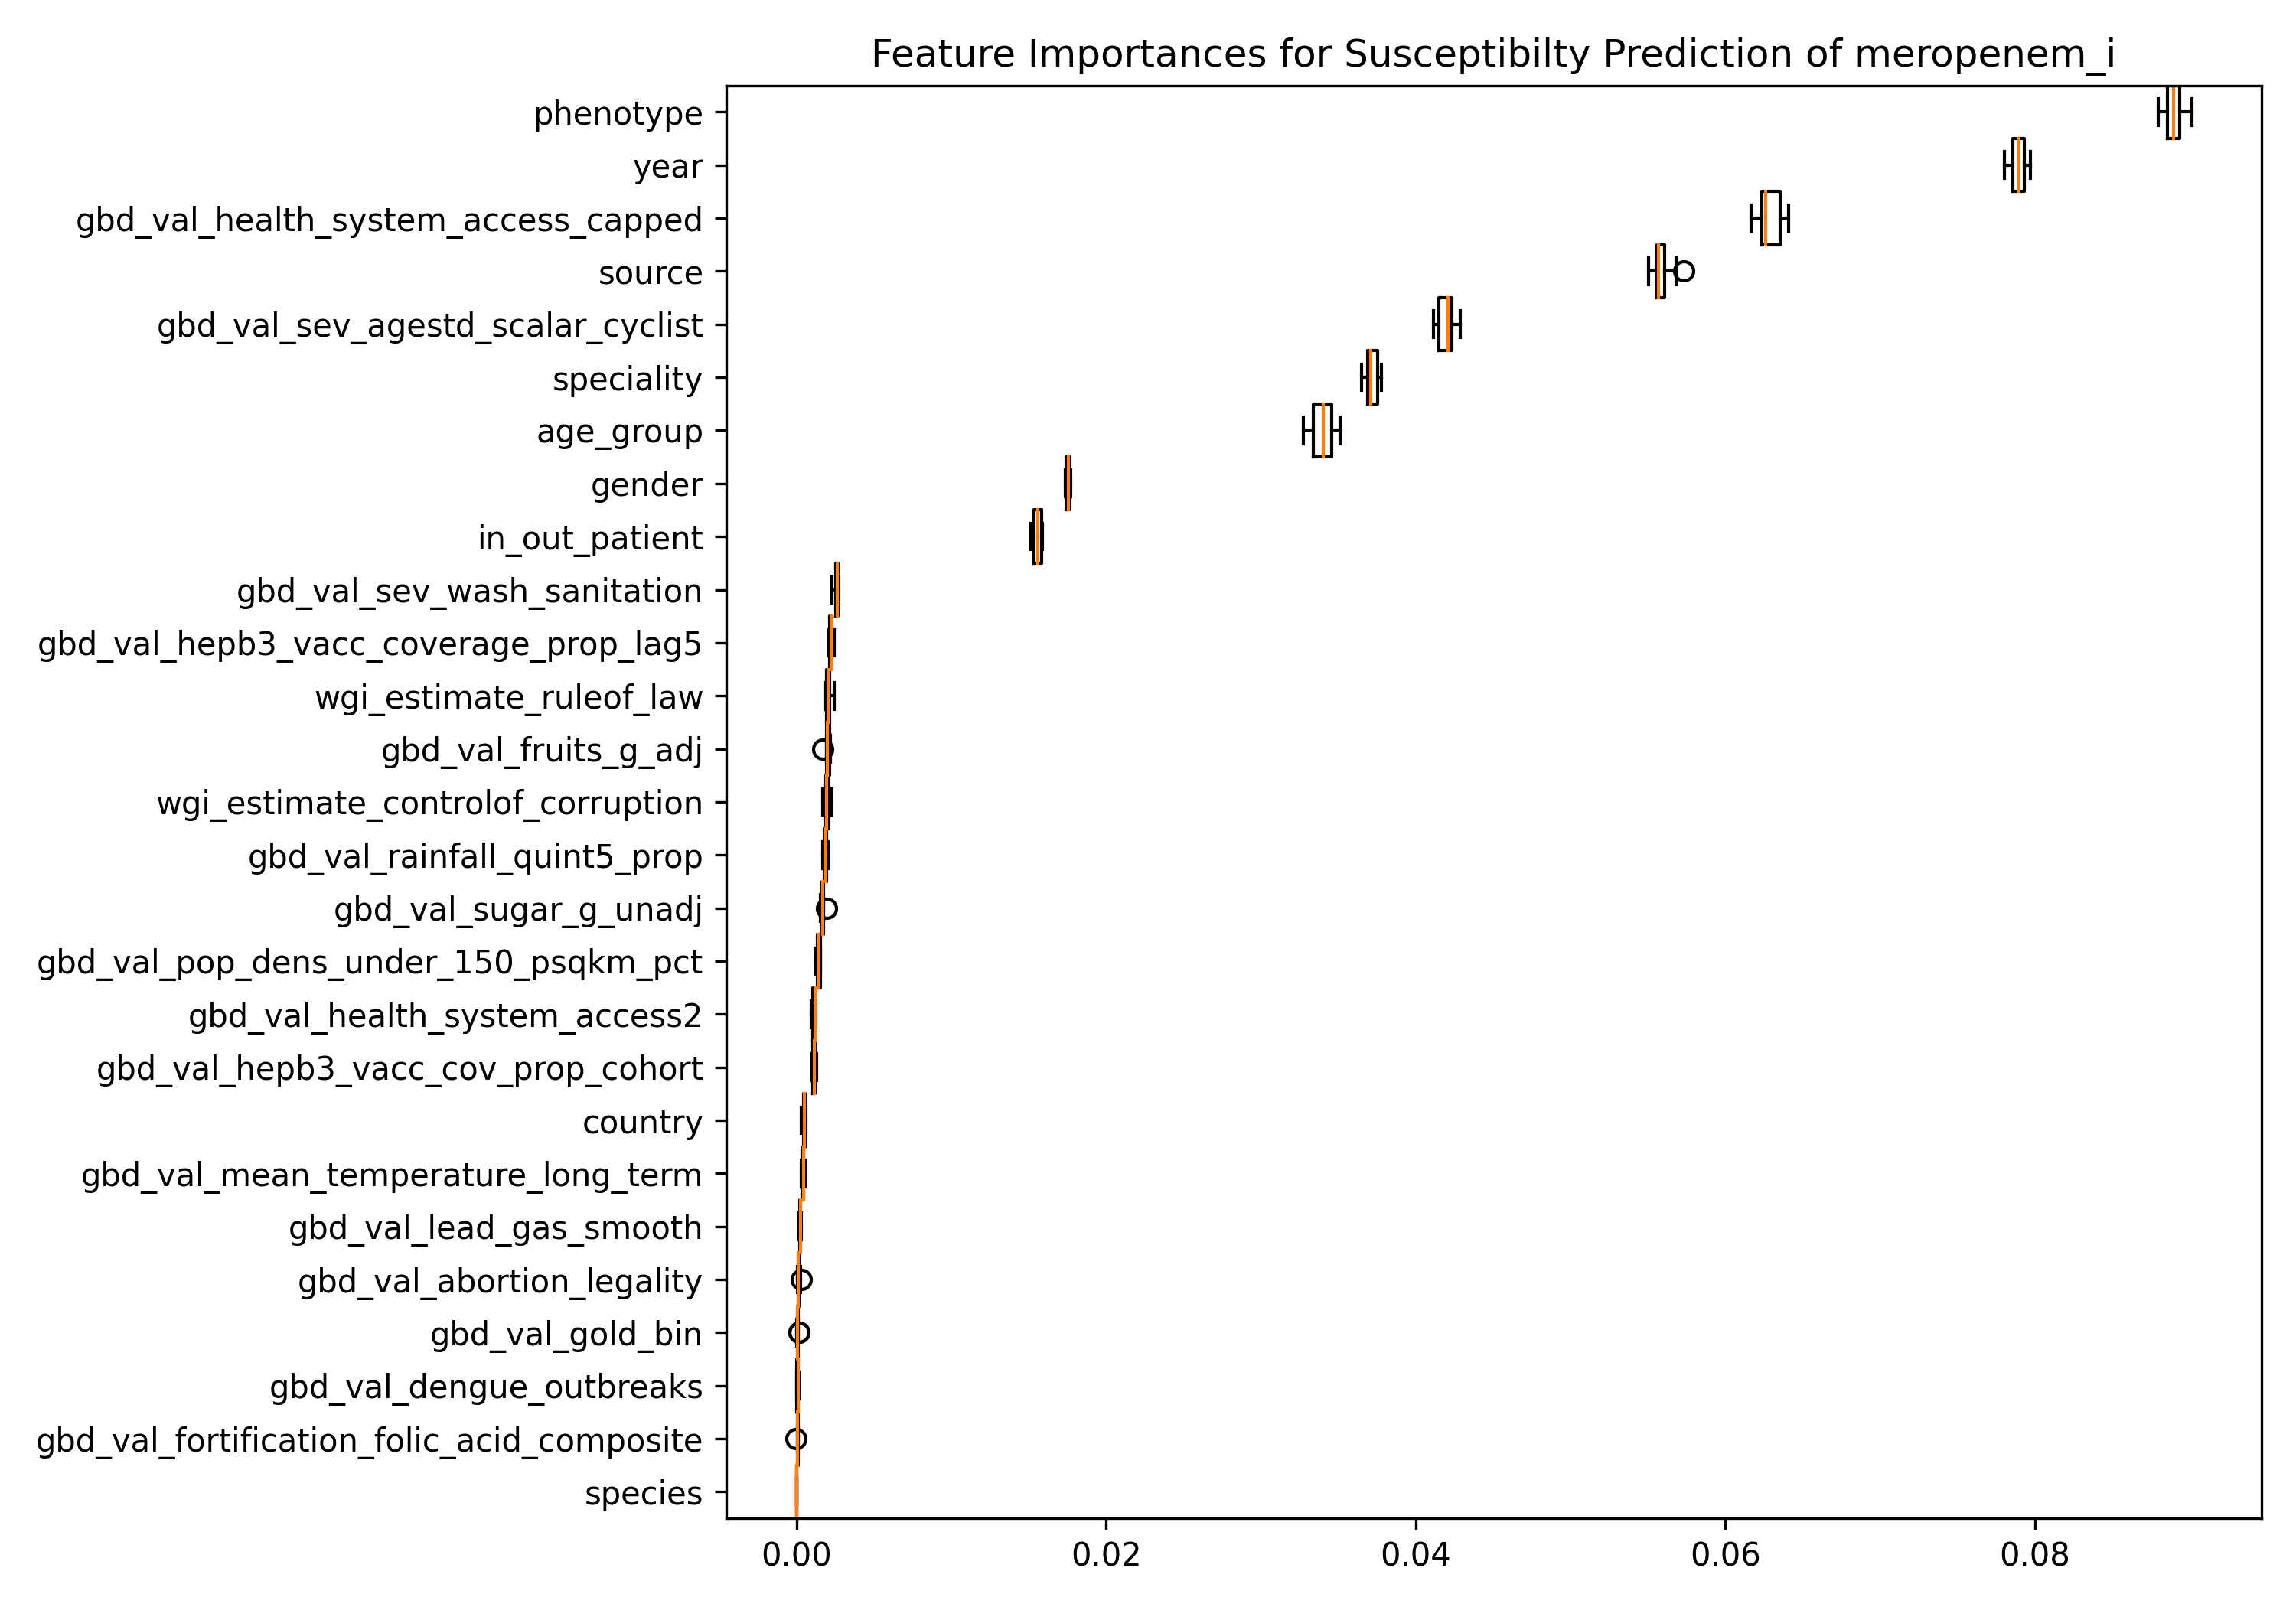 Feature Importances for Susceptibilty Prediction of meropenem_i
phenotype
year
gbd_val_health_system_access_capped
source
gbd_val_sev_agestd_scalar_cyclist
speciality
age_group
gender
in_out_patient
gbd_val_sev_wash_sanitation
gbd_val_hepb3_vacc_coverage_prop_lag5
wgi_estimate_ruleof_law
gbd_val_fruits_g_adj
wgi_estimate_controlof_corruption
gbd_val_rainfall_quint5_prop
gbd_val_sugar_g_unadj
gbd_val_pop_dens_under_150_psqkm_pct
gbd_val_health_system_access2
gbd_val_hepb3_vacc_cov_prop_cohort
country
gbd_val_mean_temperature_long_term
gbd_val_lead_gas_smooth
gbd_val_abortion_legality
gbd_val_gold_bin
gbd_val_dengue_outbreaks
gbd_val_fortification_folic_acid_composite
species
0.00 0.02 0.04 0.06 0.08